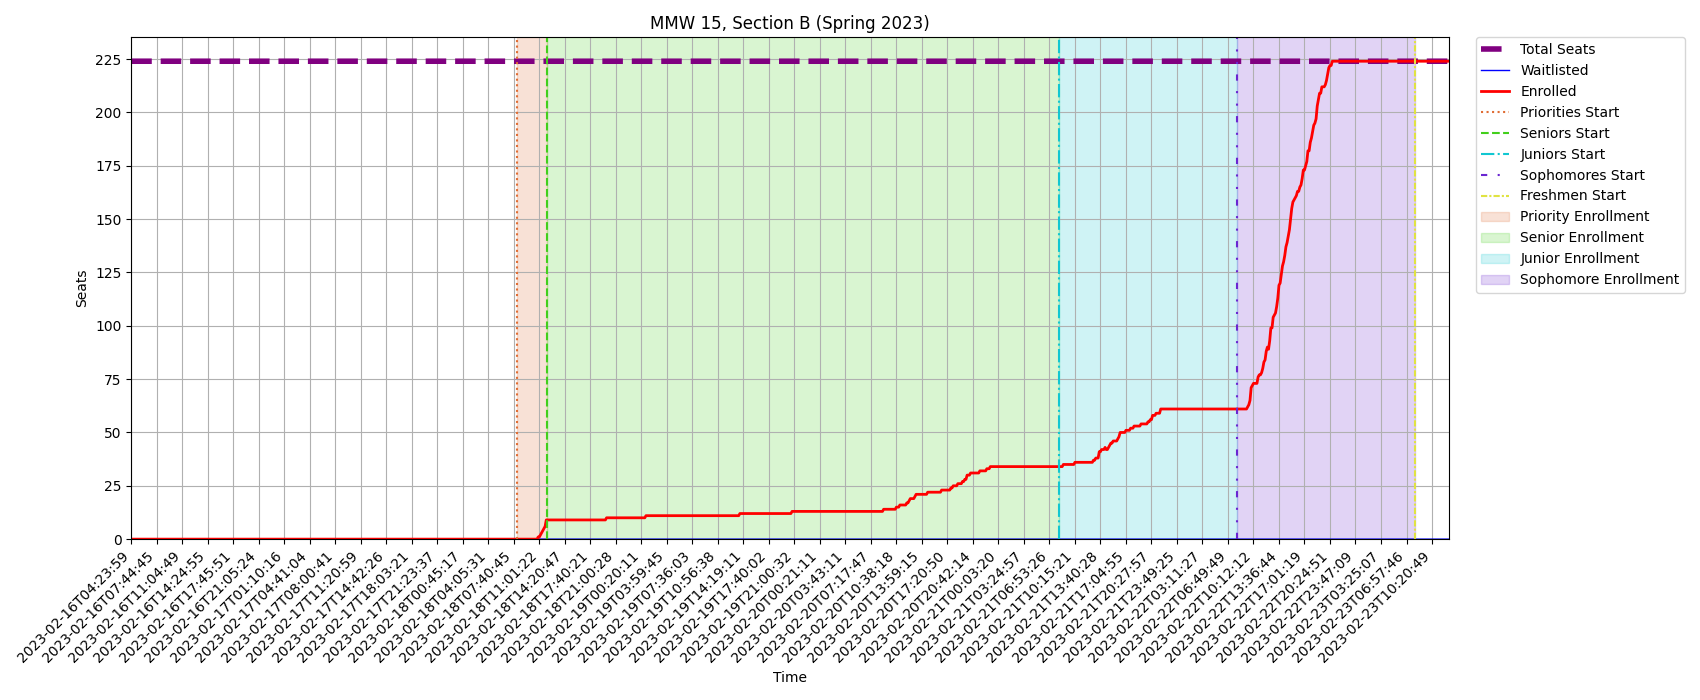 MMW 15, Section B (Spring 2023)
Total Seats
Waitlisted
Enrolled
Priorities Start
Seniors Start
Juniors Start
Sophomores Start
Freshmen Start
Priority Enrollment
Senior Enrollment
Junior Enrollment
Sophomore Enrollment
Seats
225
200
175
150
125
100
75
50
25
0
2023-02-16T04:23:59
2023-02-16T07:44:45
2023-02-16T11:04:49
2023-02-16T14:24:55
2023-02-16T17:45:51
2023-02-16T21:05:24
2023-02-17T01:10:16
2023-02-17T04:41:04
2023-02-17T08:00:41
2023-02-17T11:20:59
2023-02-17T14:42:26
2023-02-17T18:03:21
2023-02-17T21:23:37
2023-02-18T00:45:17
2023-02-18T04:05:31
2023-02-18T07:40:45
2023-02-18T11:01:22
2023-02-18T14:20:47
2023-02-18T17:40:21
2023-02-18T21:00:28
2023-02-19T00:20:11
2023-02-19T03:59:45
2023-02-19T07:36:03
2023-02-19T10:56:38
2023-02-19T14:19:11
2023-02-19T17:40:02
2023-02-19T21:00:32
2023-02-20T00:21:11
2023-02-20T03:43:11
2023-02-20T07:17:47
2023-02-20T10:38:18
2023-02-20T13:59:15
2023-02-20T17:20:50
2023-02-20T20:42:14
2023-02-21T00:03:20
2023-02-21T03:24:57
2023-02-21T06:53:26
2023-02-21T10:15:21
2023-02-21T13:40:28
2023-02-21T17:04:55
2023-02-21T20:27:57
2023-02-21T23:49:25
2023-02-22T03:11:27
2023-02-22T06:49:49
2023-02-22T10:12:12
2023-02-22T13:36:44
2023-02-22T17:01:19
2023-02-22T20:24:51
2023-02-22T23:47:09
2023-02-23T03:25:07
2023-02-23T06:57:46
2023-02-23T10:20:49
Time